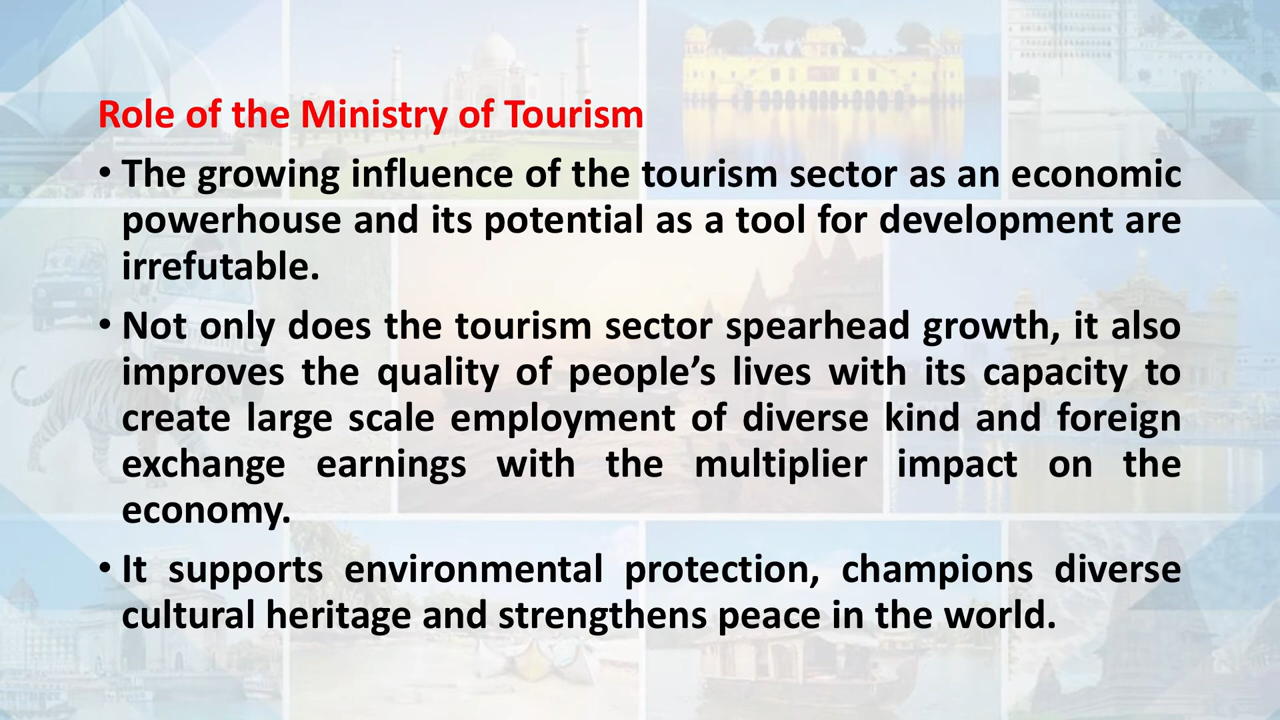 Role of the Ministry of Tourism
• The growing influence of the tourism sector as an economic
powerhouse and its potential as a tool for development are
irrefutable.
• Not only does the tourism sector spearhead growth, it also
improves the quality of people’s lives with its capacity to
create large scale employment of diverse kind and foreign
exchange earnings with the multiplier impact on the
economy.
• It supports environmental protection, champions diverse
cultural heritage and strengthens peace in the world.